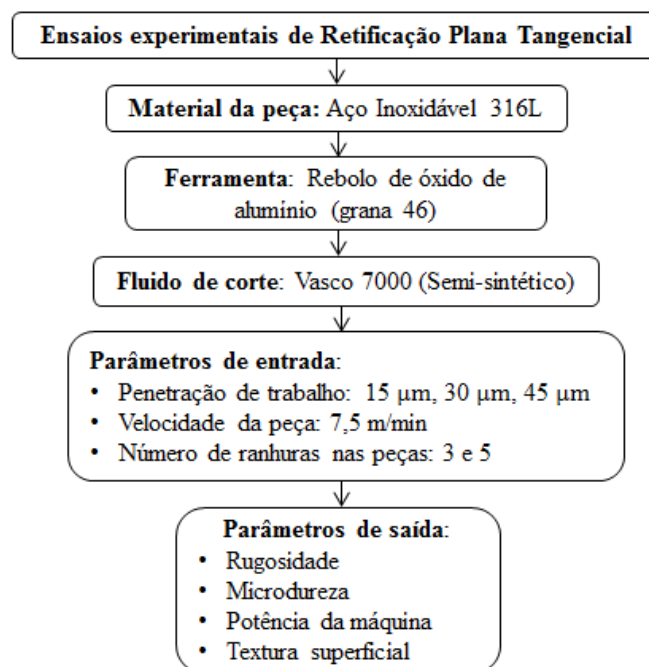 Ensaios experimentais de Retificação Plana Tangencial
Material da peça: Aço Inoxidável 316L
Ferramenta: Rebolo de óxido de
alumínio (grana 46)
Fluido de corte: Vasco 7000 (Semi-sintético)
Parâmetros de entrada:
• Penetração de trabalho: 15 µm, 30 µm, 45 µm
• Velocidade da peça: 7,5 m/min
• Número de ranhuras nas peças: 3 e 5
Parâmetros de saída:
• Rugosidade
• Microdureza
• Potência da máquina
• Textura superficial